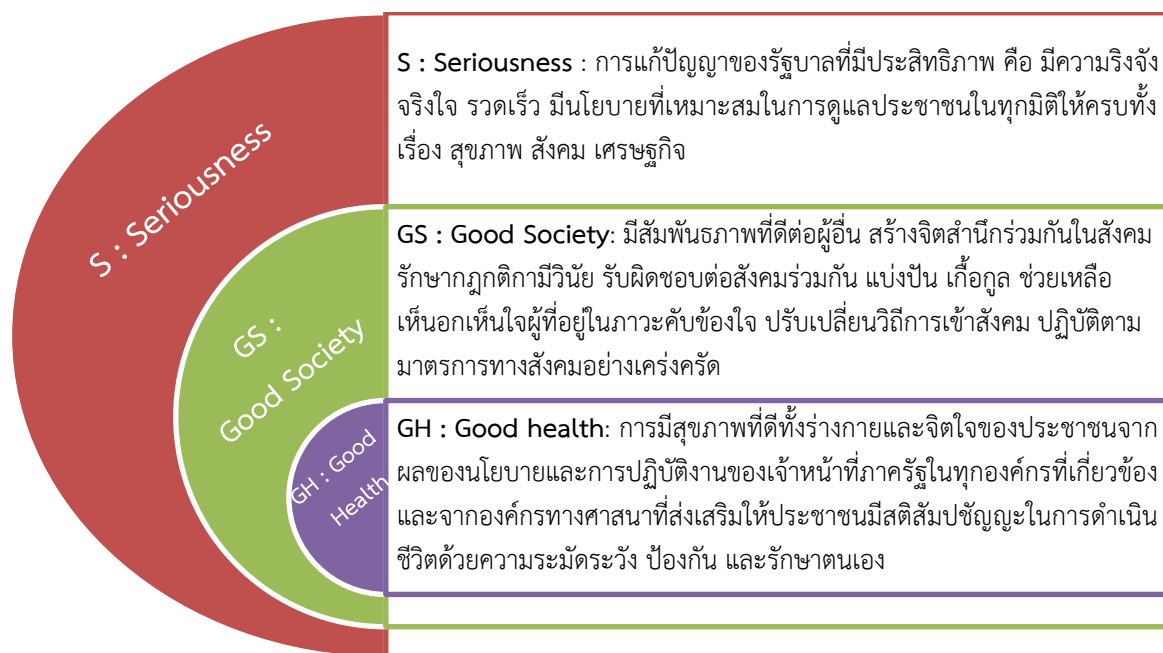 S : Seriousness
S : Seriousness : การแก้ปัญญาของรัฐบาลที่มีประสิทธิภาพ คือ มีความริงจัง
จริงใจ รวดเร็ว มีนโยบายที่เหมาะสมในการดูแลประชาชนในทุกมิติให้ครบทั้ง
เรื่อง สุขภาพ สังคม เศรษฐกิจ
GS :
Good Society
GS : Good Society: มีสัมพันธภาพที่ดีต่อผู้อื่น สร้างจิตสำนึกร่วมกันในสังคม
รักษากฎกติกามีวินัย รับผิดชอบต่อสังคมร่วมกัน แบ่งปัน เกื้อกูล ช่วยเหลือ
เห็นอกเห็นใจผู้ที่อยู่ในภาวะคับข้องใจ ปรับเปลี่ยนวิถีการเข้าสังคม ปฏิบัติตาม
มาตรการทางสังคมอย่างเคร่งครัด
GH : Good
Health
GH : Good health: การมีสุขภาพที่ดีทั้งร่างกายและจิตใจของประชาชนจาก
ผลของนโยบายและการปฏิบัติงานของเจ้าหน้าที่ภาครัฐในทุกองค์กรที่เกี่ยวข้อง
และจากองค์กรทางศาสนาที่ส่งเสริมให้ประชาชนมีสติสัมปชัญญะในการดำเนิน
ชีวิตด้วยความระมัดระวัง ป้องกัน และรักษาตนเอง